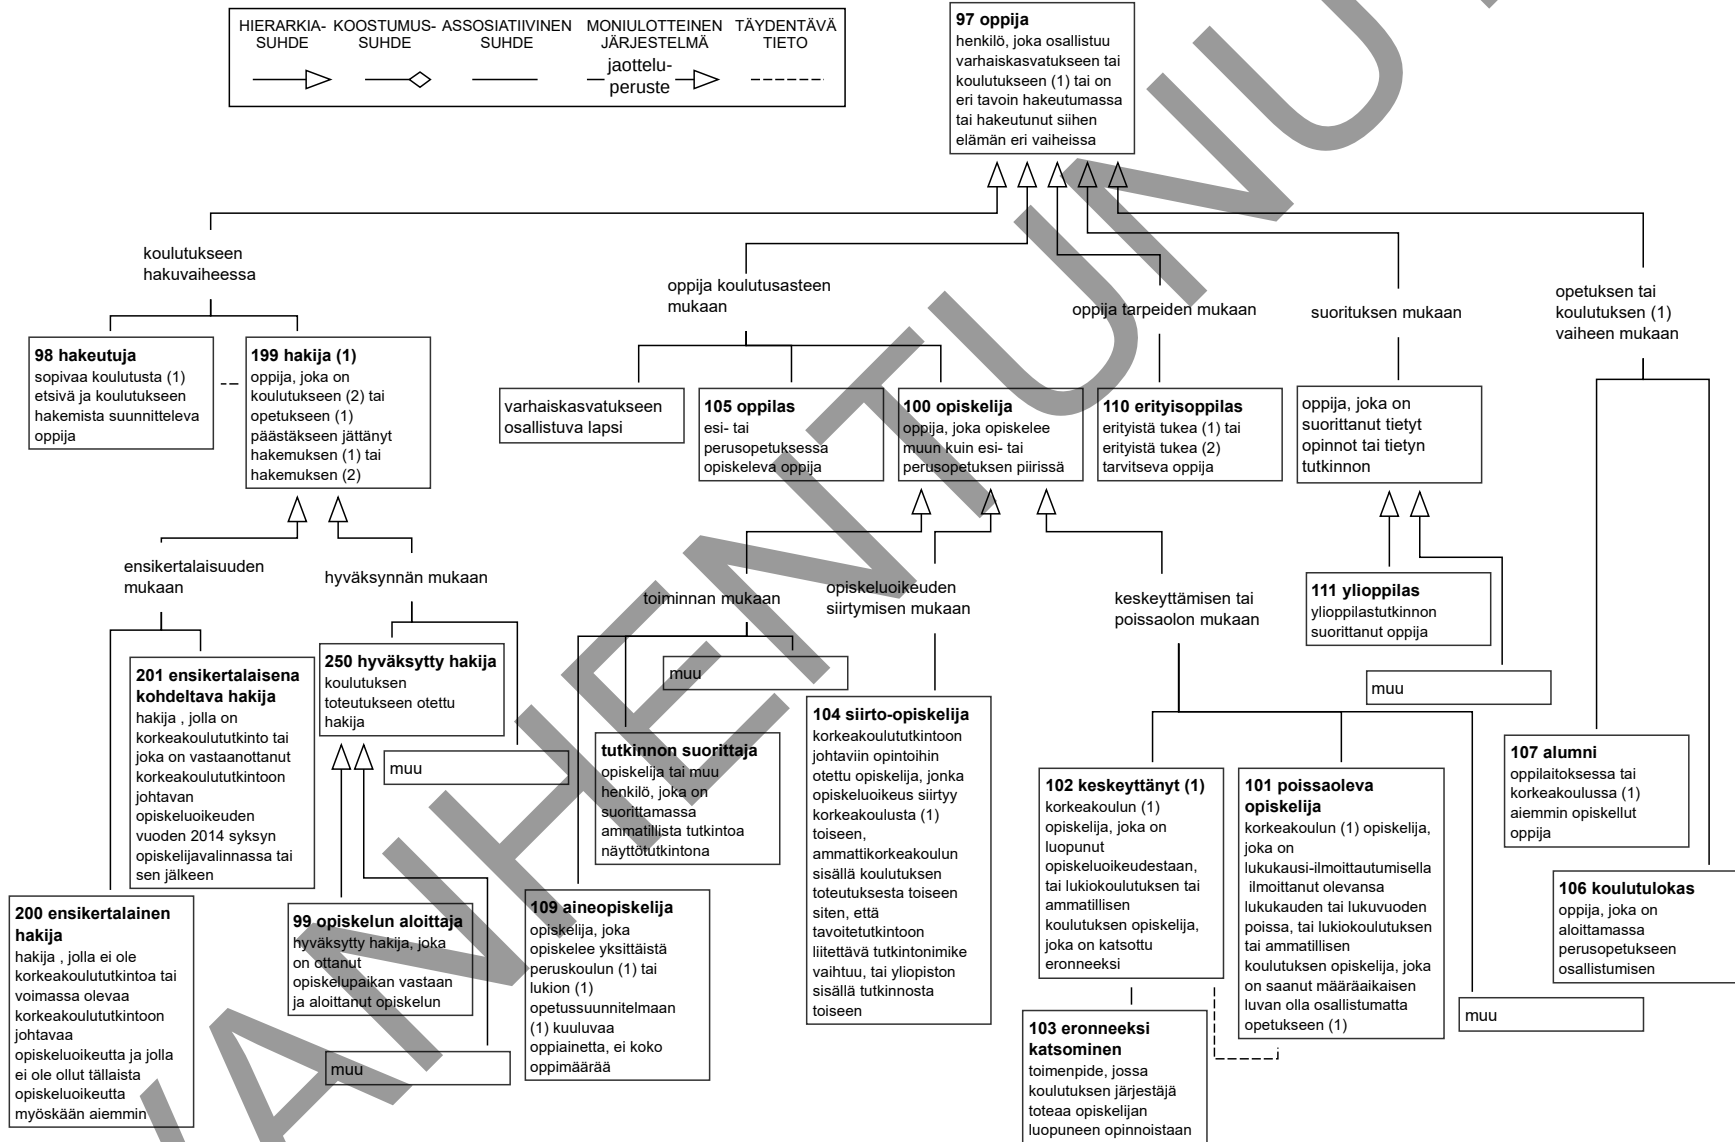 HIERARKIA-
SUHDE
KOOSTUMUS-
SUHDE
ASSOSIATIIVINEN
SUHDE
MONIULOTTEINEN
JÄRJESTELMÄ
jaottelu-
peruste
TÄYDENTÄVÄ
TIETO
97 oppija
henkilö, joka osallistuu
varhaiskasvatukseen tai
koulutukseen (1) tai on
eri tavoin hakeutumassa
tai hakeutunut siihen
elämän eri vaiheissa
koulutukseen
hakuvaiheessa
oppija koulutusasteen
mukaan
oppija tarpeiden mukaan
suorituksen mukaan
opetuksen tai
koulutuksen (1)
vaiheen mukaan
98 hakeutuja
sopivaa koulutusta (1)
etsivä ja koulutukseen
hakemista suunnitteleva
oppija
199 hakija (1)
oppija, joka on
koulutukseen (2) tai
opetukseen (1)
päästäkseen jättänyt
hakemuksen (1) tai
hakemuksen (2)
varhaiskasvatukseen
osallistuva lapsi
105 oppilas
esi- tai
perusopetuksessa
opiskeleva oppija
100 opiskelija
oppija, joka opiskelee
muun kuin esi- tai
perusopetuksen piirissä
110 erityisoppilas
erityistä tukea (1) tai
erityistä tukea (2)
tarvitseva oppija
oppija, joka on
suorittanut tietyt
opinnot tai tietyn
tutkinnon
ensikertalaisuuden
mukaan
hyväksynnän mukaan
toiminnan mukaan
opiskeluoikeuden
siirtymisen mukaan
keskeyttämisen tai
poissaolon mukaan
111 ylioppilas
ylioppilastutkinnon
suorittanut oppija
muu
201 ensikertalaisena
kohdeltava hakija
hakija , jolla on
korkeakoulututkinto tai
joka on vastaanottanut
korkeakoulututkintoon
johtavan
opiskeluoikeuden
vuoden 2014 syksyn
opiskelijavalinnassa tai
sen jälkeen
250 hyväksytty hakija
koulutuksen
toteutukseen otettu
hakija
muu
muu
tutkinnon suorittaja
opiskelija tai muu
henkilö, joka on
suorittamassa
ammatillista tutkintoa
näyttötutkintona
104 siirto-opiskelija
korkeakoulututkintoon
johtaviin opintoihin
otettu opiskelija, jonka
opiskeluoikeus siirtyy
korkeakoulusta (1)
toiseen,
ammattikorkeakoulun
sisällä koulutuksen
toteutuksesta toiseen
siten, että
tavoitetutkintoon
liitettävä tutkintonimike
vaihtuu, tai yliopiston
sisällä tutkinnosta
toiseen
102 keskeyttänyt (1)
korkeakoulun (1)
opiskelija, joka on
luopunut
opiskeluoikeudestaan,
tai lukiokoulutuksen tai
ammatillisen
koulutuksen opiskelija,
joka on katsottu
eronneeksi
101 poissaoleva
opiskelija
korkeakoulun (1) opiskelija,
joka on
lukukausi-ilmoittautumisella
ilmoittanut olevansa
lukukauden tai lukuvuoden
poissa, tai lukiokoulutuksen
tai ammatillisen
koulutuksen opiskelija, joka
on saanut määräaikaisen
luvan olla osallistumatta
opetukseen (1)
107 alumni
oppilaitoksessa tai
korkeakoulussa (1)
aiemmin opiskellut
oppija
106 koulutulokas
oppija, joka on
aloittamassa
perusopetukseen
osallistumisen
muu
200 ensikertalainen
hakija
hakija , jolla ei ole
korkeakoulututkintoa tai
voimassa olevaa
korkeakoulututkintoon
johtavaa
opiskeluoikeutta ja jolla
ei ole ollut tällaista
opiskeluoikeutta
myöskään aiemmin
99 opiskelun aloittaja
hyväksytty hakija, joka
on ottanut
opiskelupaikan vastaan
ja aloittanut opiskelun
muu
109 aineopiskelija
opiskelija, joka
opiskelee yksittäistä
peruskoulun (1) tai
lukion (1)
opetussuunnitelmaan
(1) kuuluvaa
oppiainetta, ei koko
oppimäärää
103 eronneeksi
katsominen
toimenpide, jossa
koulutuksen järjestäjä
toteaa opiskelijan
luopuneen opinnoistaan
VANHENTUNUT